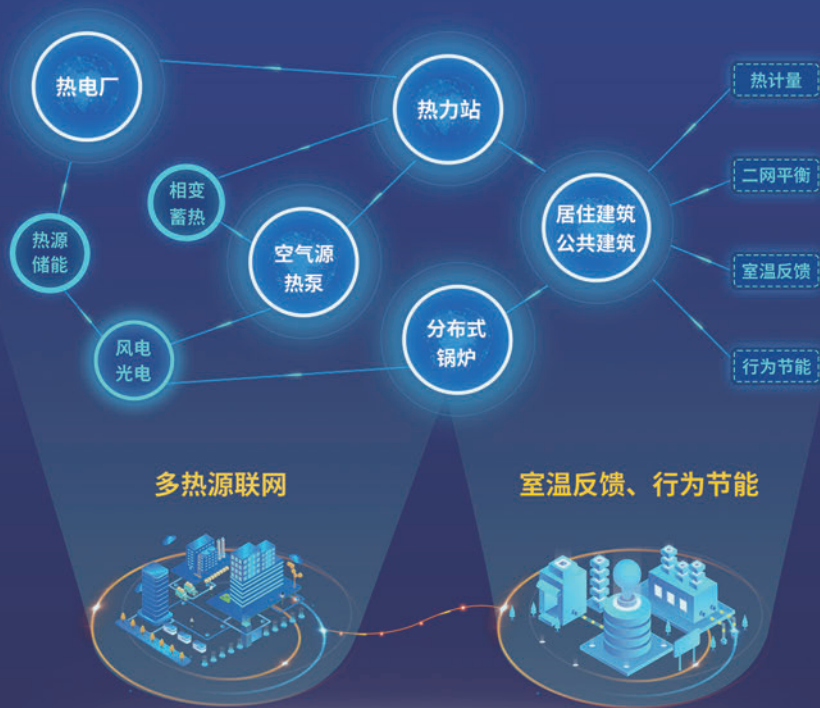 热电厂
热力站
热计量
相变
蓄热
二网平衡
居住建筑
公共建筑
热源
储能
空气源
热泵
室温反馈
分布式
锅炉
风电
光电
行为节能
多热源联网
室温反馈、行为节能